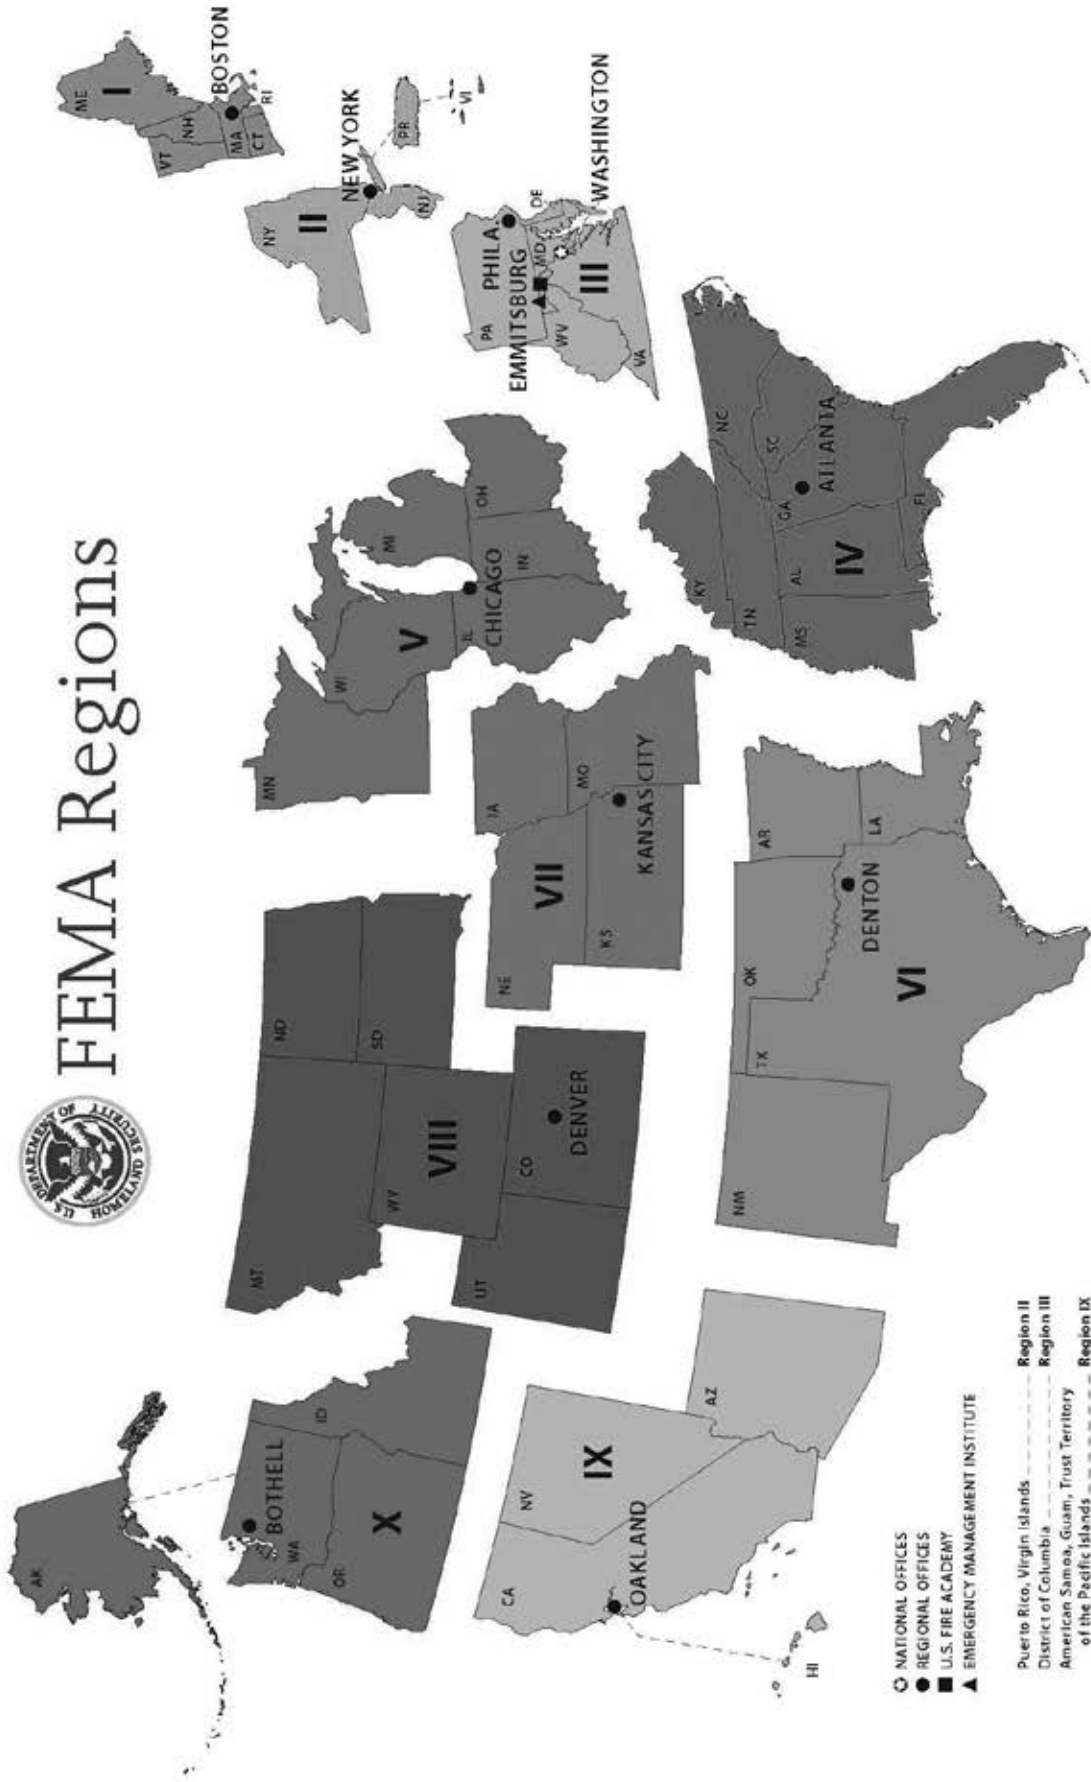 FEMA Regions
U.S. DEPARTMENT OF
HOMELAND SECURITY
AK
BOTHELL
WA
ID
OR
X
MT
ND
SD
WY
VIII
UT
CO
DENVER
MN
WI
MI
V
IL
CHICAGO
IN
OH
ME
I
VT
NH
BOSTON
MA
CT
RI
NY
II
NEW YORK
NJ
PR
VI
PA
PHILA.
EMMITSBURG
MD
DE
WASHINGTON
WV
III
VA
NE
IA
VII
KS
MO
KANSAS CITY
CA
NV
IX
OAKLAND
AZ
HI
NM
TX
OK
AR
LA
DENTON
VI
KY
TN
NC
SC
MS
AL
GA
ATLANTA
IV
FL
NATIONAL OFFICES
REGIONAL OFFICES
U.S. FIRE ACADEMY
EMERGENCY MANAGEMENT INSTITUTE
Puerto Rico, Virgin Islands Region II
District of Columbia Region III
American Samoa, Guam, Trust Territory
of the Pacific Islands Region IX